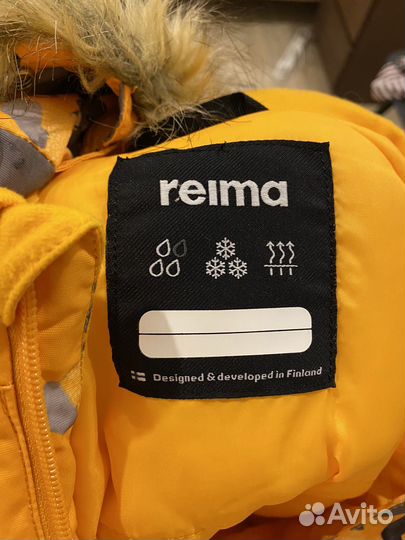 reima
Designed & developed in Finland
Avito